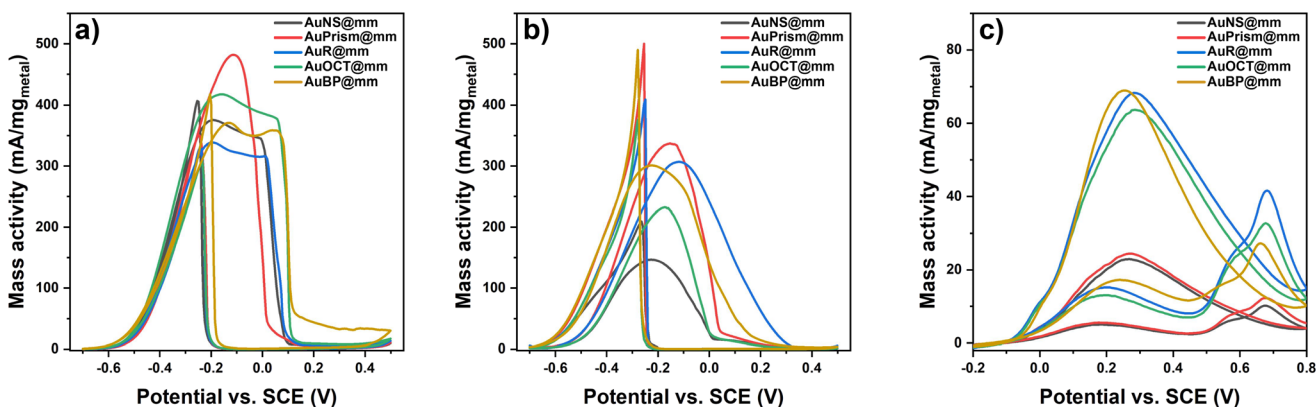 a)
AuNS@mm
AuPrism@mm
AuR@mm
AuOCT@mm
AuBP@mm
Mass activity (mA/mgmetal)
500
400
300
200
100
0
-0.6 -0.4 -0.2 0.0 0.2 0.4
Potential vs. SCE (V)
b)
AuNS@mm
AuPrism@mm
AuR@mm
AuOCT@mm
AuBP@mm
Mass activity (mA/mgmetal)
500
400
300
200
100
0
-0.6 -0.4 -0.2 0.0 0.2 0.4
Potential vs. SCE (V)
c)
AuNS@mm
AuPrism@mm
AuR@mm
AuOCT@mm
AuBP@mm
Mass activity (mA/mgmetal)
80
60
40
20
0
-0.2 0.0 0.2 0.4 0.6 0.8
Potential vs. SCE (V)